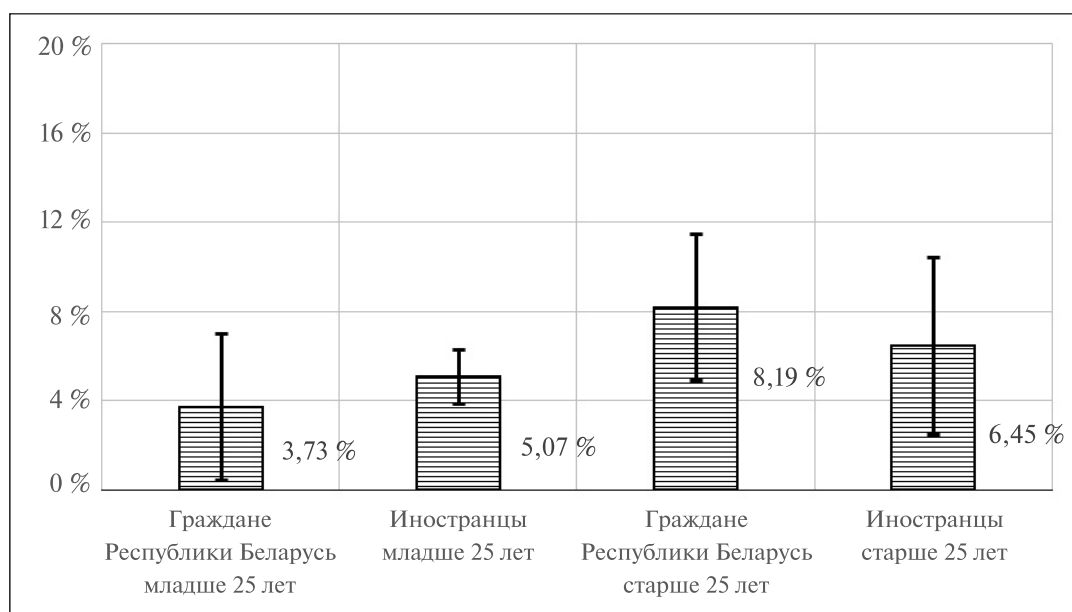 20 %
16 %
12 %
8 %
4 %
0 %
3,73 %
5,07 %
8,19 %
6,45 %
Граждане
Республики Беларусь
младше 25 лет
Иностранцы
младше 25 лет
Граждане
Республики Беларусь
старше 25 лет
Иностранцы
старше 25 лет